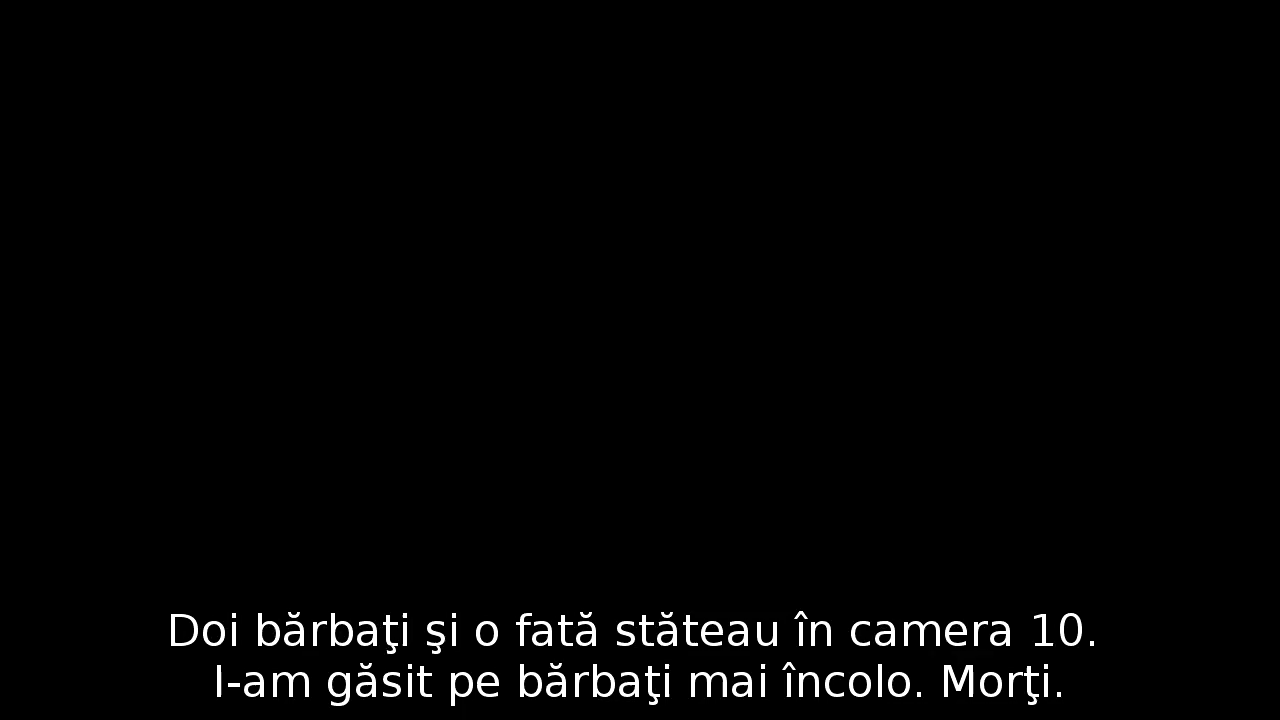 Doi bărbaţi şi o fată stăteau în camera 10.
I-am găsit pe bărbaţi mai încolo. Morţi.